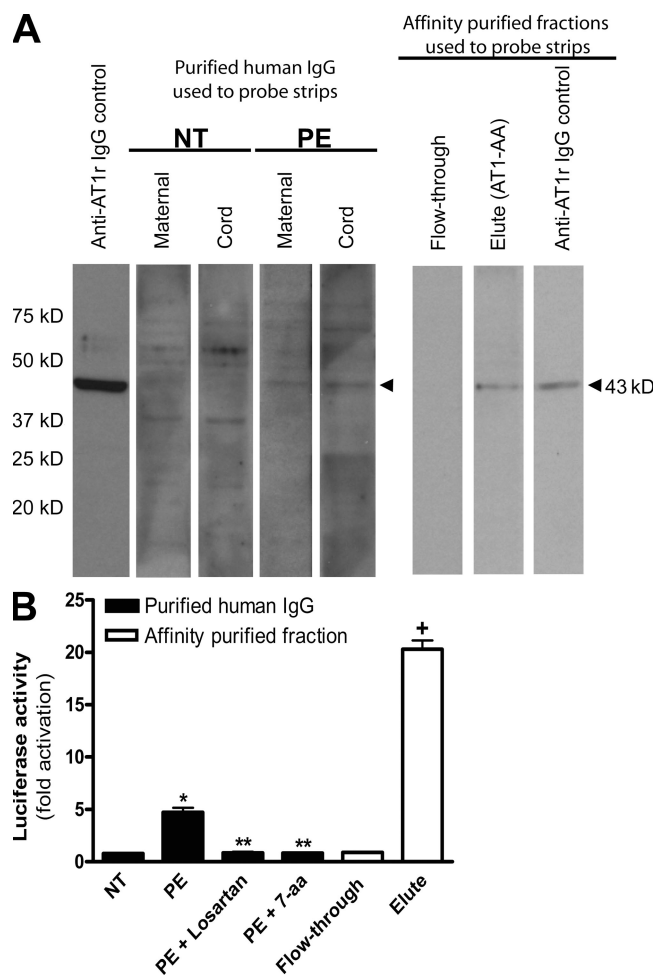 A
Purified human IgG
used to probe strips
Affinity purified fractions
used to probe strips
NT
PE
Anti-AT1r IgG control
Maternal
Cord
Maternal
Cord
Flow-through
Elute (AT1-AA)
Anti-AT1r IgG control
75 kD
50 kD
37 kD
25 kD
20 kD
43 kD
B
Purified human IgG
Affinity purified fraction
Luciferase activity
(fold activation)
25
20
15
10
5
0
*
**
**
+
NT
PE
PE + Losartan
PE + 7-aa
Flow-through
Elute